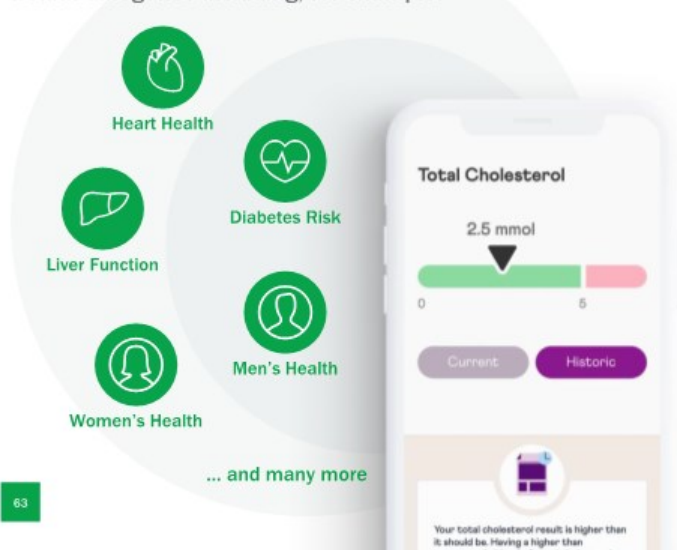 Heart Health
Diabetes Risk
Liver Function
Men's Health
Women's Health
... and many more
63
Total Cholesterol
2.5 mmol
0 5
Current Historic
Your total cholesterol result is higher than
it should be. Having a higher than